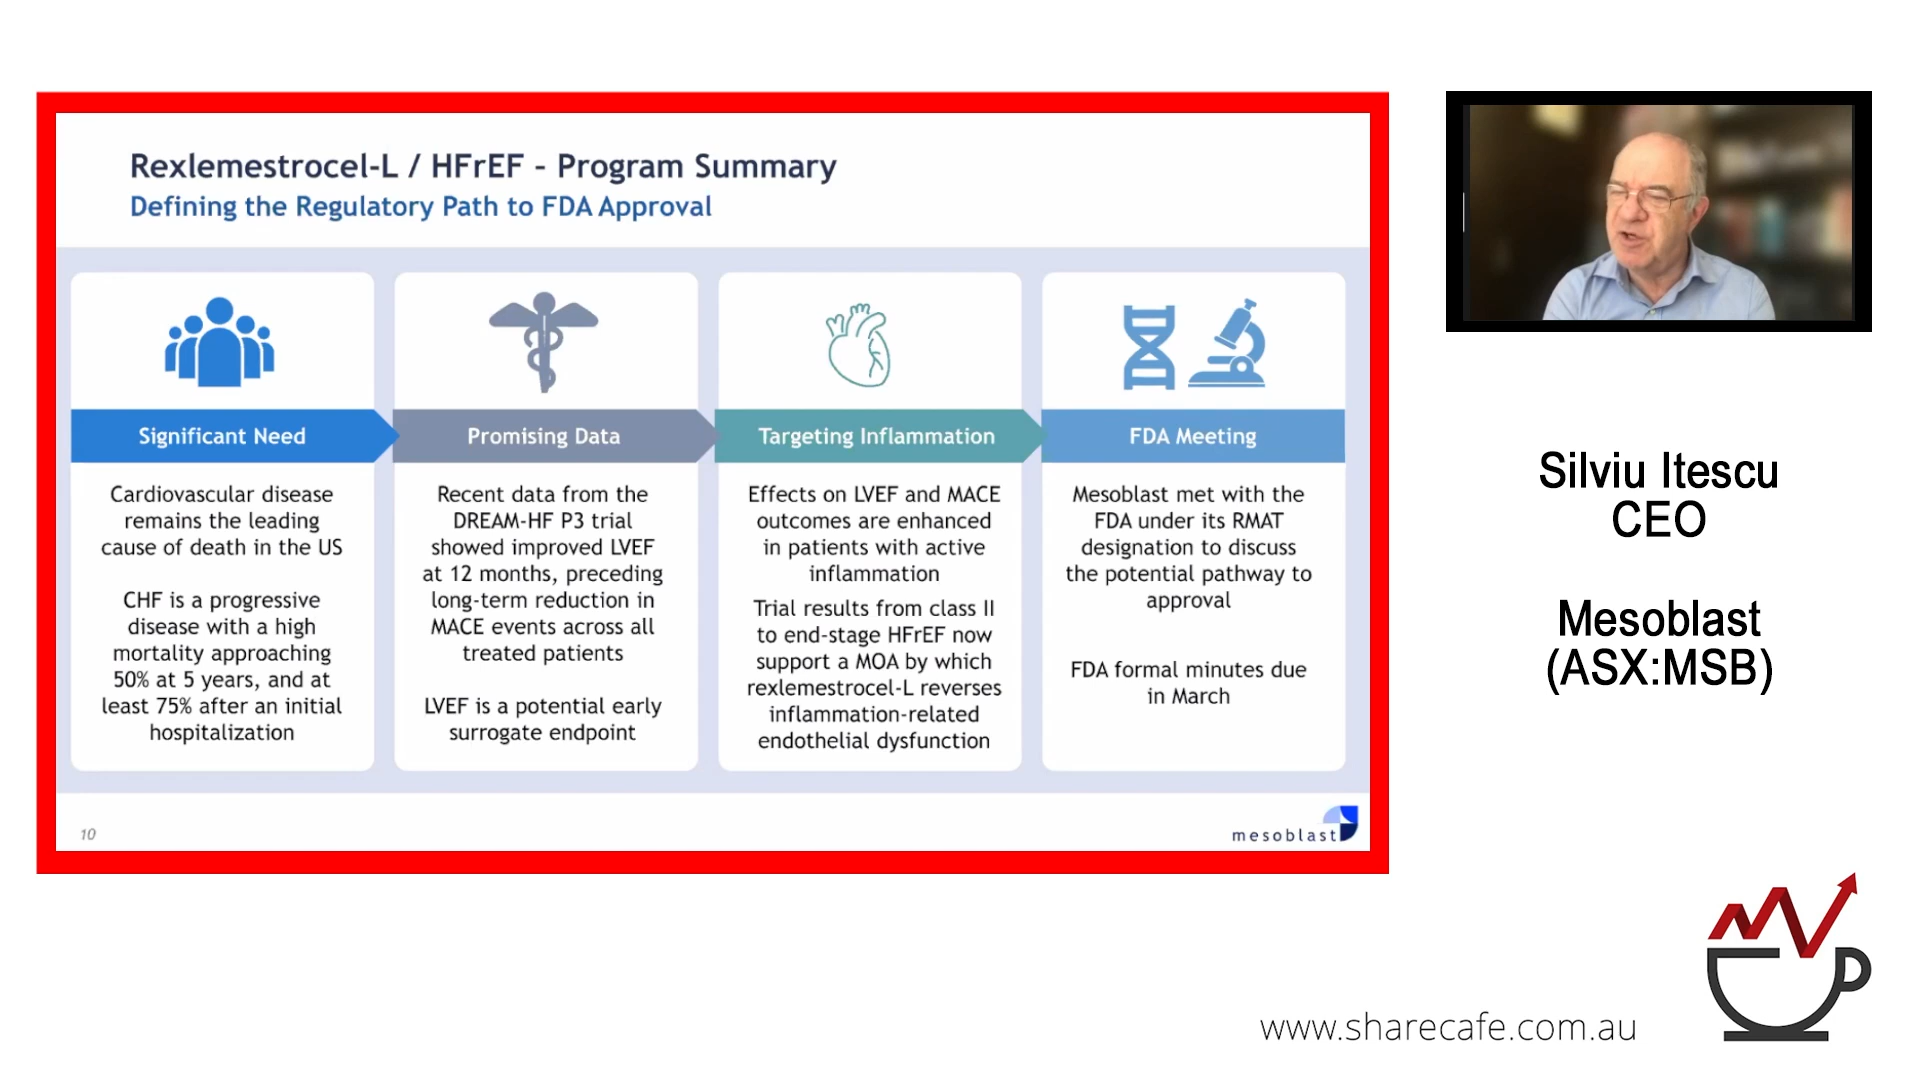 Rexlemestrocel-L / HFrEF – Program Summary
Defining the Regulatory Path to FDA Approval
Significant Need
Cardiovascular disease
remains the leading
cause of death in the US
CHF is a progressive
disease with a high
mortality approaching
50% at 5 years, and at
least 75% after an initial
hospitalization
Promising Data
Recent data from the
DREAM-HF P3 trial
showed improved LVEF
at 12 months, preceding
long-term reduction in
MACE events across all
treated patients
LVEF is a potential early
surrogate endpoint
Targeting Inflammation
Effects on LVEF and MACE
outcomes are enhanced
in patients with active
inflammation
Trial results from class II
to end-stage HFrEF now
support a MOA by which
rexlemestrocel-L reverses
inflammation-related
endothelial dysfunction
FDA Meeting
Mesoblast met with the
FDA under its RMAT
designation to discuss
the potential pathway to
approval
FDA formal minutes due
in March
10
mesoblast
Silviu Itescu
CEO
Mesoblast
(ASX:MSB)
www.sharecafe.com.au